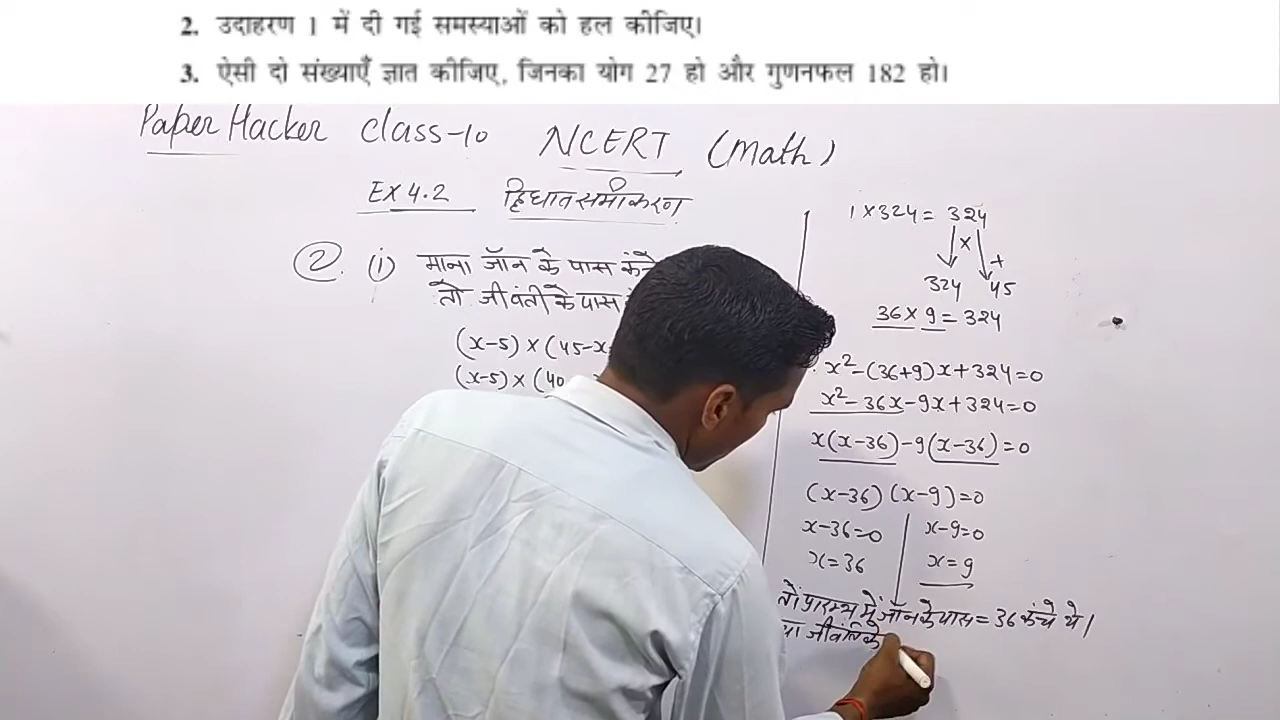 2. उदाहरण 1 में दी गई समस्याओं को हल कीजिए।
3. ऐसी दो संख्याएँ ज्ञात कीजिए, जिनका योग 27 हो और गुणनफल 182 हो।
Paper Hacker class-10 NCERT (Math)
EX 4.2 द्विघात समीकरण
2. (i) माना जॉन के पास कंचे
तो जीवंती के पास
(x-5) × (45-x
(x-5) × (40
1 × 324 = 324
×
+
324 45
36 × 9 = 324
x²-(36+9)x+324=0
x²-36x-9x+324=0
x(x-36)-9(x-36)=0
(x-36) (x-9)=0
x-36=0 x-9=0
x=36 x=9
तो प्रारम्भ में जॉन के पास = 36 कंचे थे।
या जीवंति के